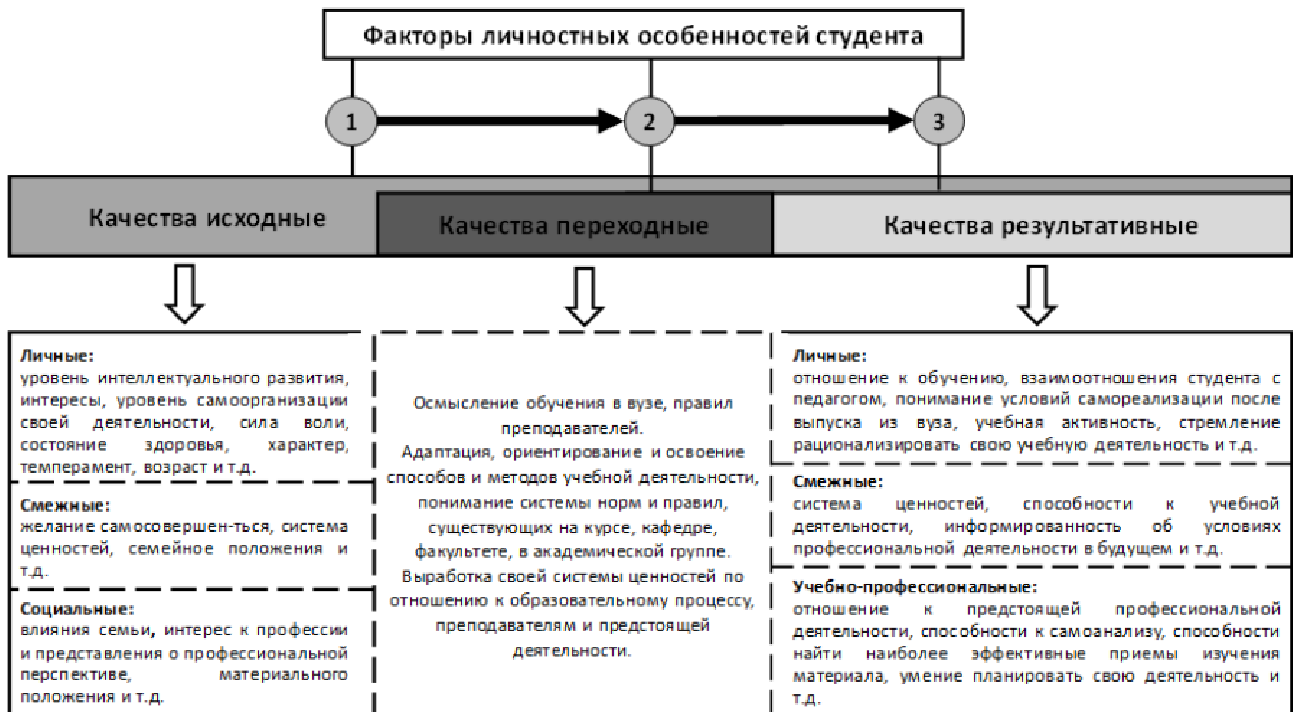 Факторы личностных особенностей студента
1
2
3
Качества исходные
Качества переходные
Качества результативные
Личные:
уровень интеллектуального развития,
интересы, уровень самоорганизации
своей деятельности, сила воли,
состояние здоровья, характер,
темперамент, возраст и т.д.
Смежные:
желание самосовершен-ться, система
ценностей, семейное положения и
т.д.
Социальные:
влияния семьи, интерес к профессии
и представления о профессиональной
перспективе, материального
положения и т.д.
Осмысление обучения в вузе, правил
преподавателей.
Адаптация, ориентирование и освоение
способов и методов учебной деятельности,
понимание системы норм и правил,
существующих на курсе, кафедре,
факультете, в академической группе.
Выработка своей системы ценностей по
отношению к образовательному процессу,
преподавателям и предстоящей
деятельности.
Личные:
отношение к обучению, взаимоотношения студента с
педагогом, понимание условий самореализации после
выпуска из вуза, учебная активность, стремление
рационализировать свою учебную деятельность и т.д.
Смежные:
система ценностей, способности к учебной
деятельности, информированность об условиях
профессиональной деятельности в будущем и т.д.
Учебно-профессиональные:
отношение к предстоящей профессиональной
деятельности, способности к самоанализу, способности
найти наиболее эффективные приемы изучения
материала, умение планировать свою деятельность и
т.д.